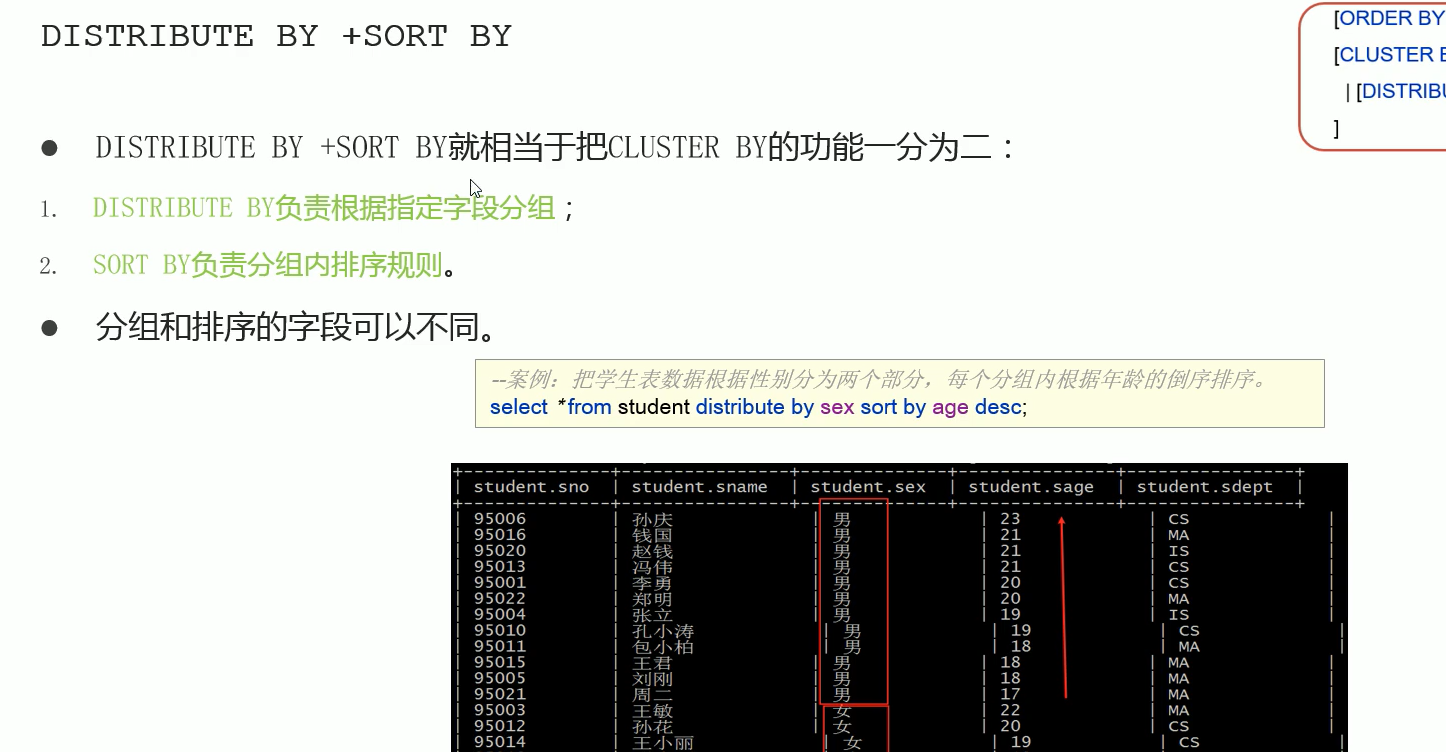 DISTRIBUTE BY +SORT BY
[ORDER BY
[CLUSTER B
| [DISTRIBU
]
● DISTRIBUTE BY +SORT BY就相当于把CLUSTER BY的功能一分为二：
1. DISTRIBUTE BY负责根据指定字段分组；
2. SORT BY负责分组内排序规则。
● 分组和排序的字段可以不同。
--案例：把学生表数据根据性别分为两个部分，每个分组内根据年龄的倒序排序。
select *from student distribute by sex sort by age desc;
| student.sno | student.sname | student.sex | student.sage | student.sdept |
| 95006 | 孙庆 | 男 | 23 | CS |
| 95016 | 钱国 | 男 | 21 | MA |
| 95020 | 赵钱 | 男 | 21 | IS |
| 95013 | 冯伟 | 男 | 21 | CS |
| 95001 | 李勇 | 男 | 20 | CS |
| 95022 | 郑明 | 男 | 20 | MA |
| 95004 | 张立 | 男 | 19 | IS |
| 95010 | 孔小涛 | 男 | 19 | CS |
| 95011 | 包小柏 | 男 | 18 | MA |
| 95015 | 王君 | 男 | 18 | MA |
| 95005 | 刘刚 | 男 | 18 | MA |
| 95021 | 周二 | 男 | 17 | MA |
| 95003 | 王敏 | 女 | 22 | MA |
| 95012 | 孙花 | 女 | 20 | CS |
| 95014 | 王小丽 | 女 | 19 | CS |